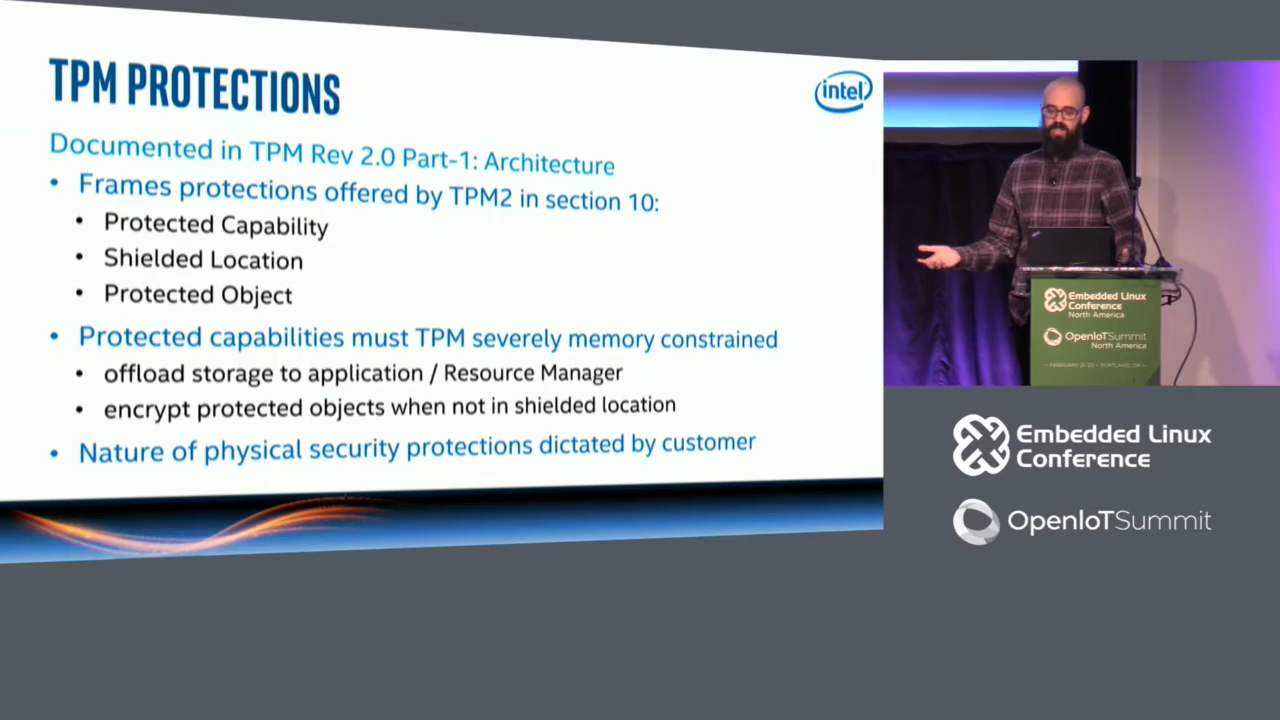 TPM PROTECTIONS
intel
Documented in TPM Rev 2.0 Part-1: Architecture
• Frames protections offered by TPM2 in section 10:
• Protected Capability
• Shielded Location
• Protected Object
• Protected capabilities must TPM severely memory constrained
• offload storage to application / Resource Manager
• encrypt protected objects when not in shielded location
• Nature of physical security protections dictated by customer
Embedded Linux
Conference
North America
OpenIoTSummit
North America
Embedded Linux
Conference
OpenIoTSummit